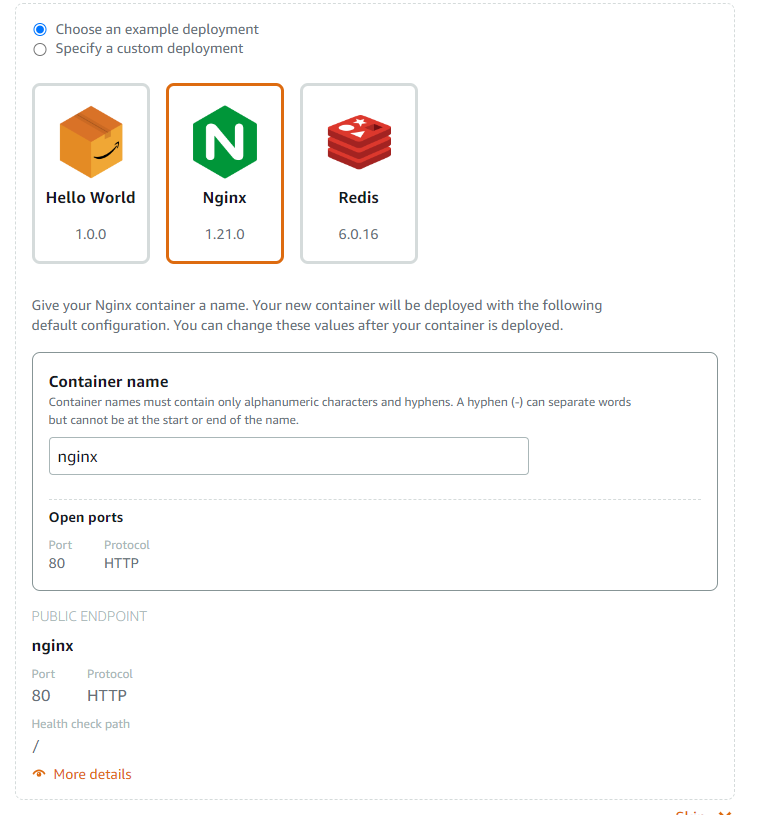 Choose an example deployment
Specify a custom deployment
N
Hello World
Nginx
Redis
1.0.0
1.21.0
6.0.16
Give your Nginx container a name. Your new container will be deployed with the following
default configuration. You can change these values after your container is deployed.
Container name
Container names must contain only alphanumeric characters and hyphens. A hyphen (-) can separate words
but cannot be at the start or end of the name.
nginx
Open ports
Port Protocol
80 HTTP
PUBLIC ENDPOINT
nginx
Port Protocol
80 HTTP
Health check path
/
More details